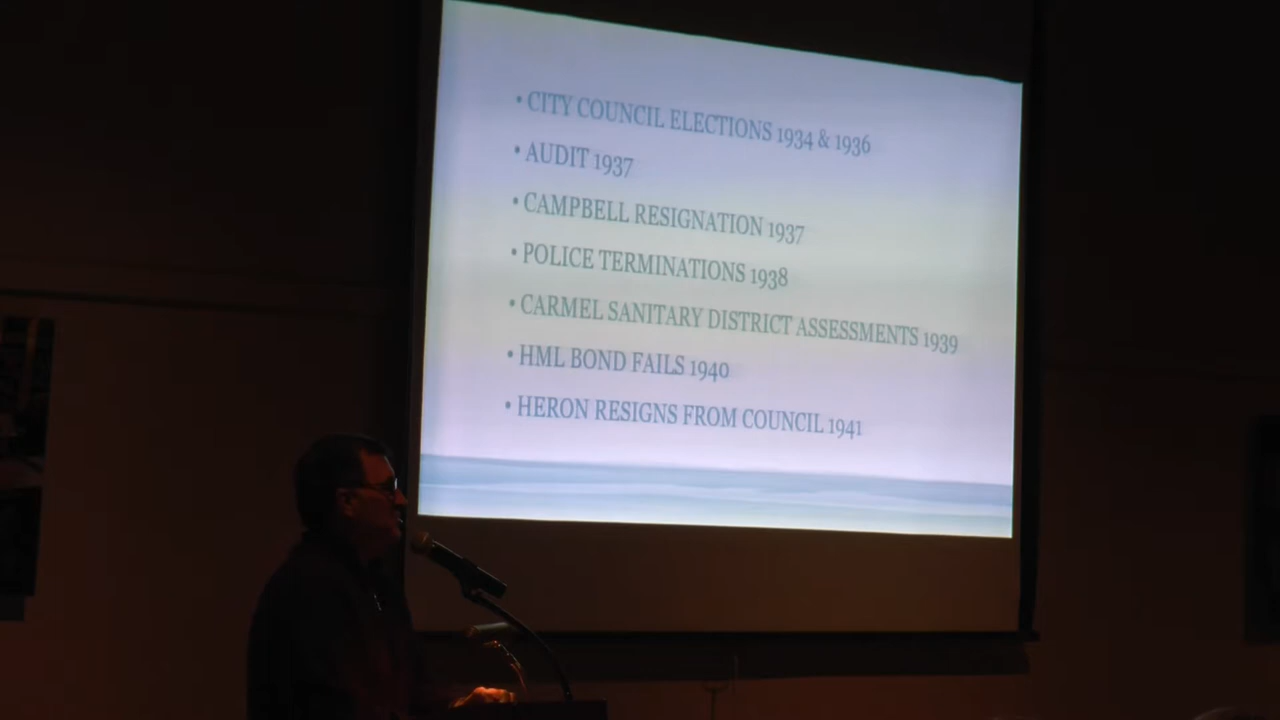 • CITY COUNCIL ELECTIONS 1934 & 1936
• AUDIT 1937
• CAMPBELL RESIGNATION 1937
• POLICE TERMINATIONS 1938
• CARMEL SANITARY DISTRICT ASSESSMENTS 1939
• HML BOND FAILS 1940
• HERON RESIGNS FROM COUNCIL 1941